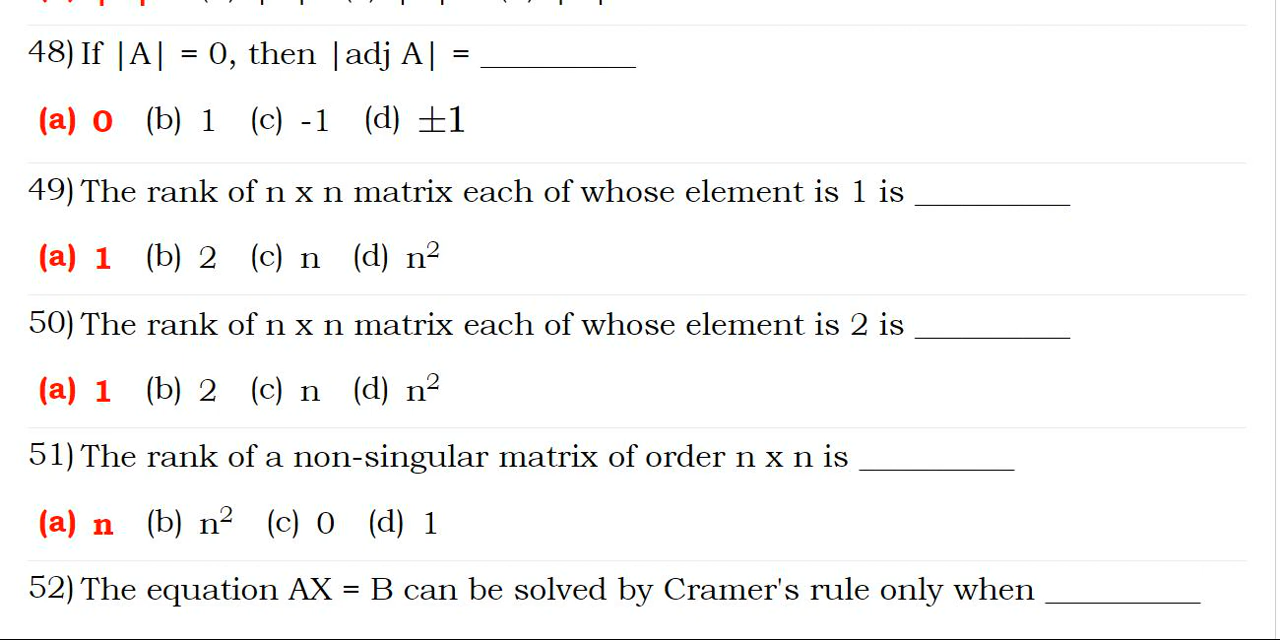 48) If |A| = 0, then |adj A| = _________
(a) 0 (b) 1 (c) -1 (d) ±1
49) The rank of n x n matrix each of whose element is 1 is _________
(a) 1 (b) 2 (c) n (d) n²
50) The rank of n x n matrix each of whose element is 2 is _________
(a) 1 (b) 2 (c) n (d) n²
51) The rank of a non-singular matrix of order n x n is _________
(a) n (b) n² (c) 0 (d) 1
52) The equation AX = B can be solved by Cramer's rule only when _________